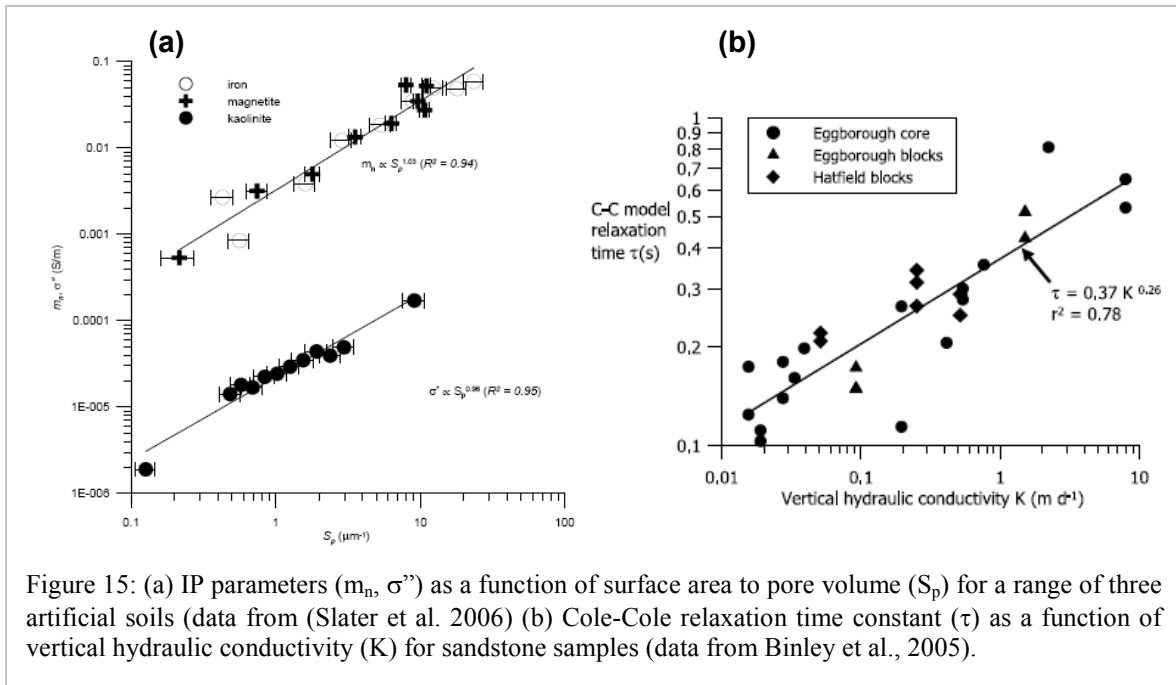 (a)
0.1
0.01
0.001
0.0001
1E-005
1E-006
mn, σ" (S/m)
iron
magnetite
kaolinite
mn ∝ Sp^1.03 (R² = 0.94)
σ" ∝ Sp^0.96 (R² = 0.95)
0.1
1
10
100
Sp (μm-1)
(b)
1
0.9
0.8
0.7
0.6
0.5
0.4
0.3
0.2
0.1
C–C model
relaxation
time τ(s)
Eggborough core
Eggborough blocks
Hatfield blocks
τ = 0.37 K^0.26
r² = 0.78
0.01
0.1
1
10
Vertical hydraulic conductivity K (m d-1)
Figure 15: (a) IP parameters (mn, σ”) as a function of surface area to pore volume (Sp) for a range of three
artificial soils (data from (Slater et al. 2006) (b) Cole-Cole relaxation time constant (τ) as a function of
vertical hydraulic conductivity (K) for sandstone samples (data from Binley et al., 2005).